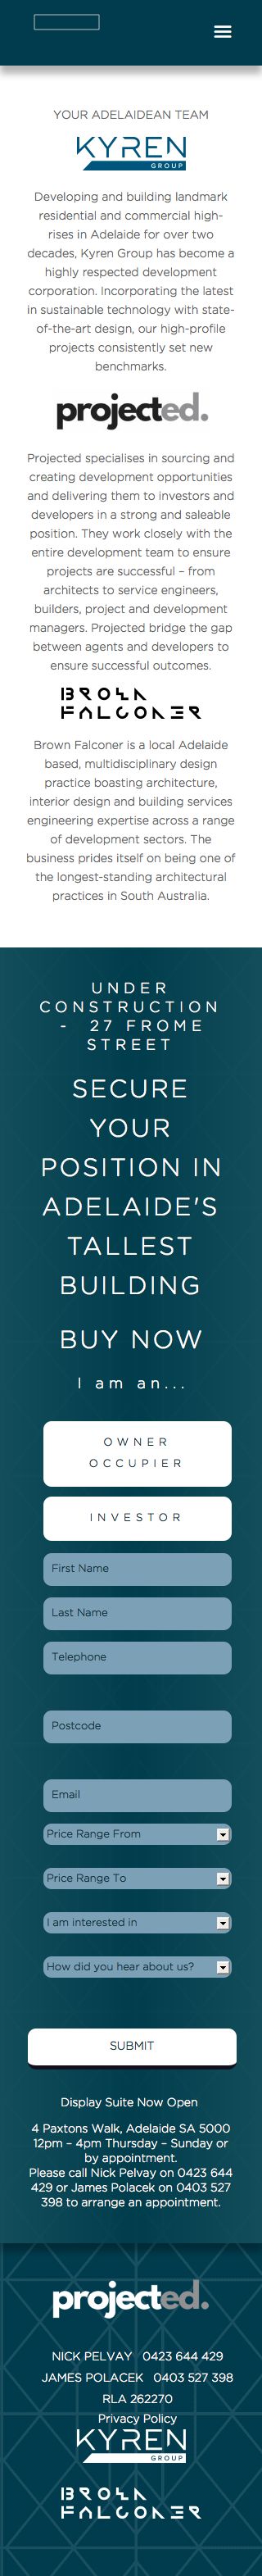 YOUR ADELAIDEAN TEAM
KYREN
GROUP
Developing and building landmark
residential and commercial high-
rises in Adelaide for over two
decades, Kyren Group has become a
highly respected development
corporation. Incorporating the latest
in sustainable technology with state-
of-the-art design, our high-profile
projects consistently set new
benchmarks.
projected.
Projected specialises in sourcing and
creating development opportunities
and delivering them to investors and
developers in a strong and saleable
position. They work closely with the
entire development team to ensure
projects are successful – from
architects to service engineers,
builders, project and development
managers. Projected bridge the gap
between agents and developers to
ensure successful outcomes.
BROWN
FALCONER
Brown Falconer is a local Adelaide
based, multidisciplinary design
practice boasting architecture,
interior design and building services
engineering expertise across a range
of development sectors. The
business prides itself on being one of
the longest-standing architectural
practices in South Australia.
UNDER
CONSTRUCTION
- 27 FROME
STREET
SECURE
YOUR
POSITION IN
ADELAIDE'S
TALLEST
BUILDING
BUY NOW
I am an...
OWNER
OCCUPIER
INVESTOR
First Name
Last Name
Telephone
Postcode
Email
Price Range From
Price Range To
I am interested in
How did you hear about us?
SUBMIT
Display Suite Now Open
4 Paxtons Walk, Adelaide SA 5000
12pm – 4pm Thursday – Sunday or
by appointment.
Please call Nick Pelvay on 0423 644
429 or James Polacek on 0403 527
398 to arrange an appointment.
projected.
NICK PELVAY 0423 644 429
JAMES POLACEK 0403 527 398
RLA 262270
Privacy Policy
KYREN
GROUP
BROWN
FALCONER